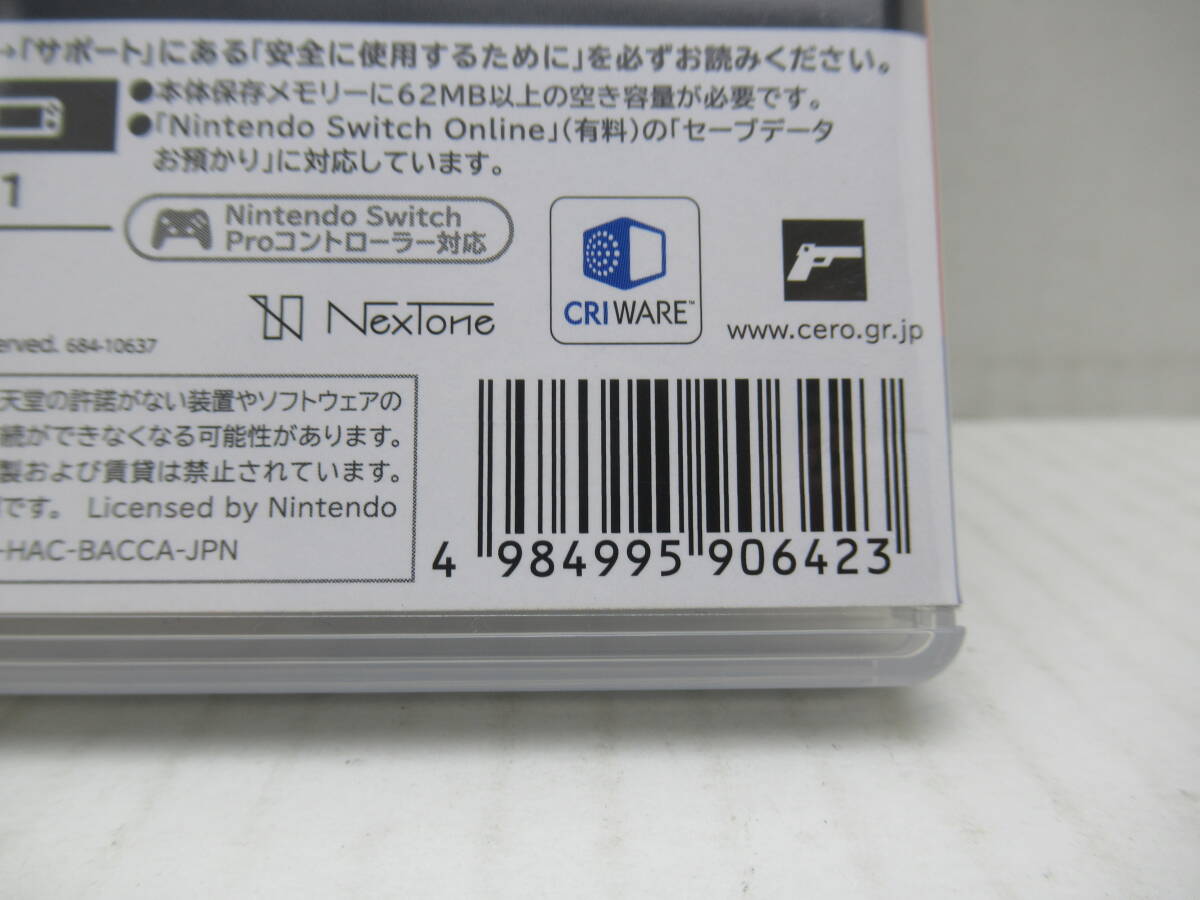 →「サポート」にある「安全に使用するために」を必ずお読みください。
●本体保存メモリーに62MB以上の空き容量が必要です。
●「Nintendo Switch Online」(有料)の「セーブデータ
お預かり」に対応しています。
1
Nintendo Switch
Proコントローラー対応
NexTone
CRIWARE™
www.cero.gr.jp
erved. 684-10637
天堂の許諾がない装置やソフトウェアの
続ができなくなる可能性があります。
製および賃貸は禁止されています。
です。 Licensed by Nintendo
-HAC-BACCA-JPN
4 984995 906423